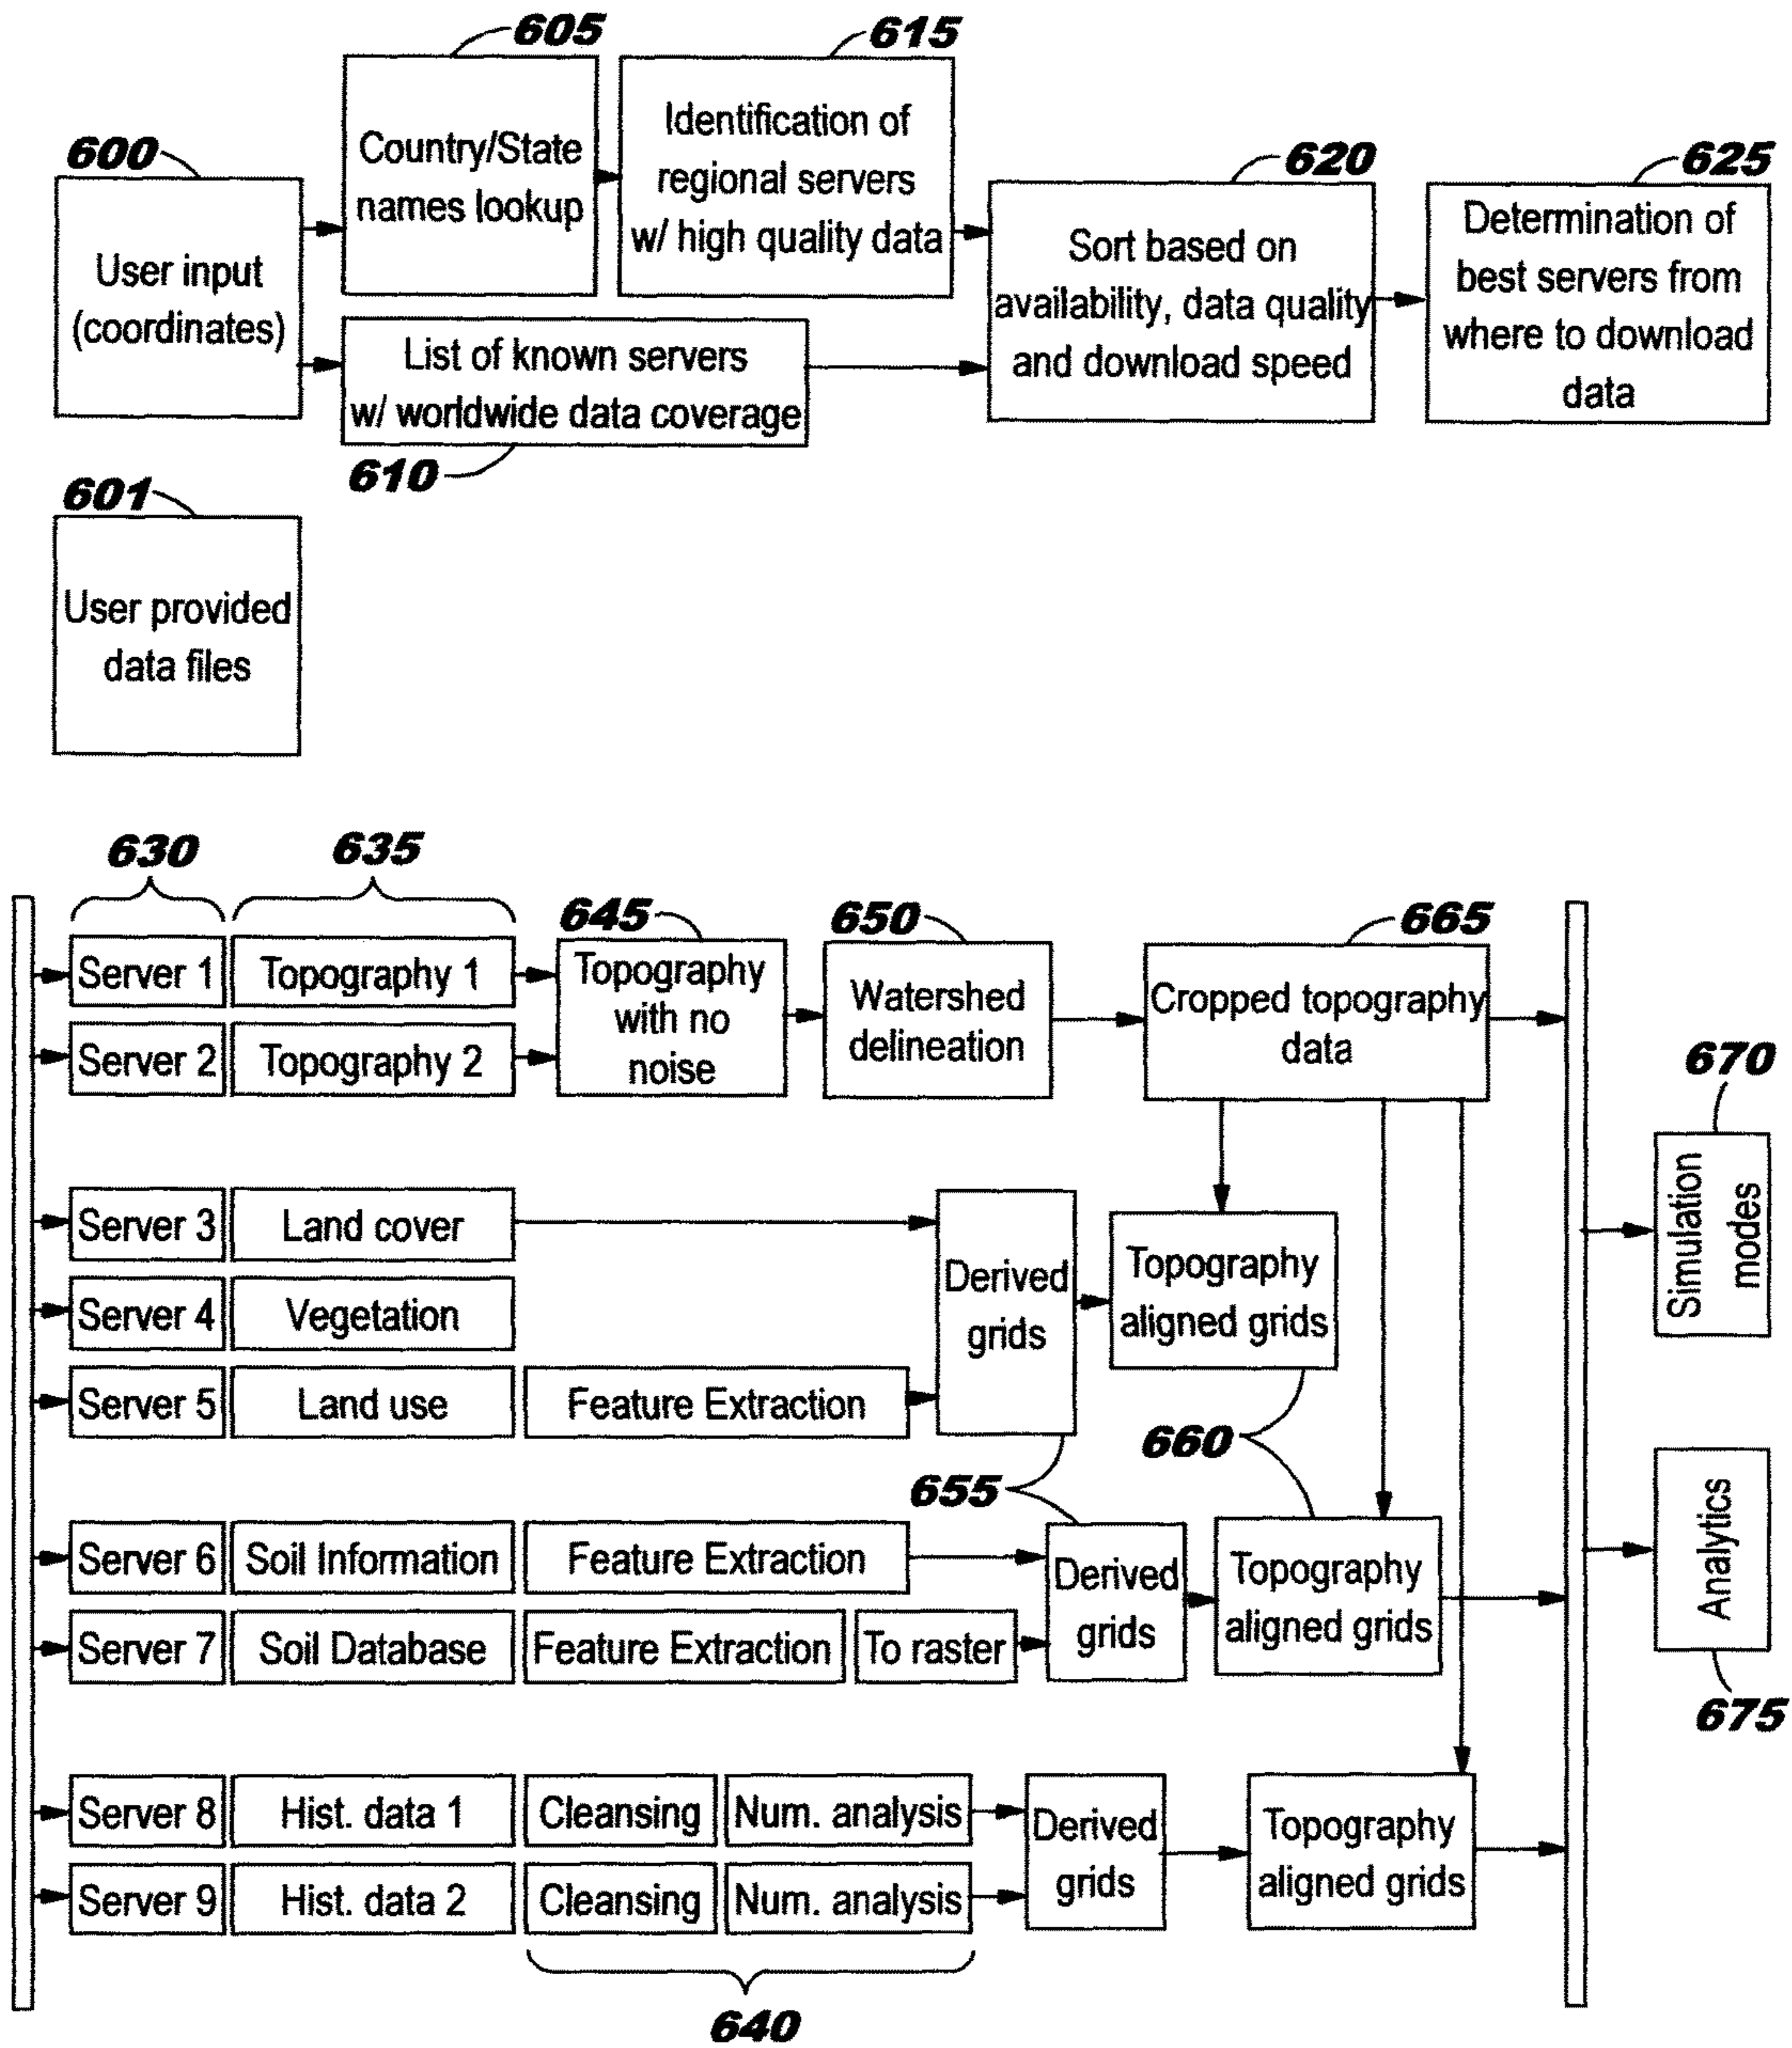 605
615
600
620
625
Country/State
names lookup
Identification of
regional servers
w/ high quality data
User input
(coordinates)
List of known servers
w/ worldwide data coverage
610
Sort based on
availability, data quality
and download speed
Determination of
best servers from
where to download
data
601
User provided
data files
630
635
645
650
665
Server 1
Topography 1
Server 2
Topography 2
Topography
with no
noise
Watershed
delineation
Cropped topography
data
670
Simulation
modes
Server 3
Land cover
Server 4
Vegetation
Server 5
Land use
Feature Extraction
Derived
grids
Topography
aligned grids
660
655
Server 6
Soil Information
Feature Extraction
Server 7
Soil Database
Feature Extraction
To raster
Derived
grids
Topography
aligned grids
Analytics
675
Server 8
Hist. data 1
Cleansing
Num. analysis
Server 9
Hist. data 2
Cleansing
Num. analysis
Derived
grids
Topography
aligned grids
640